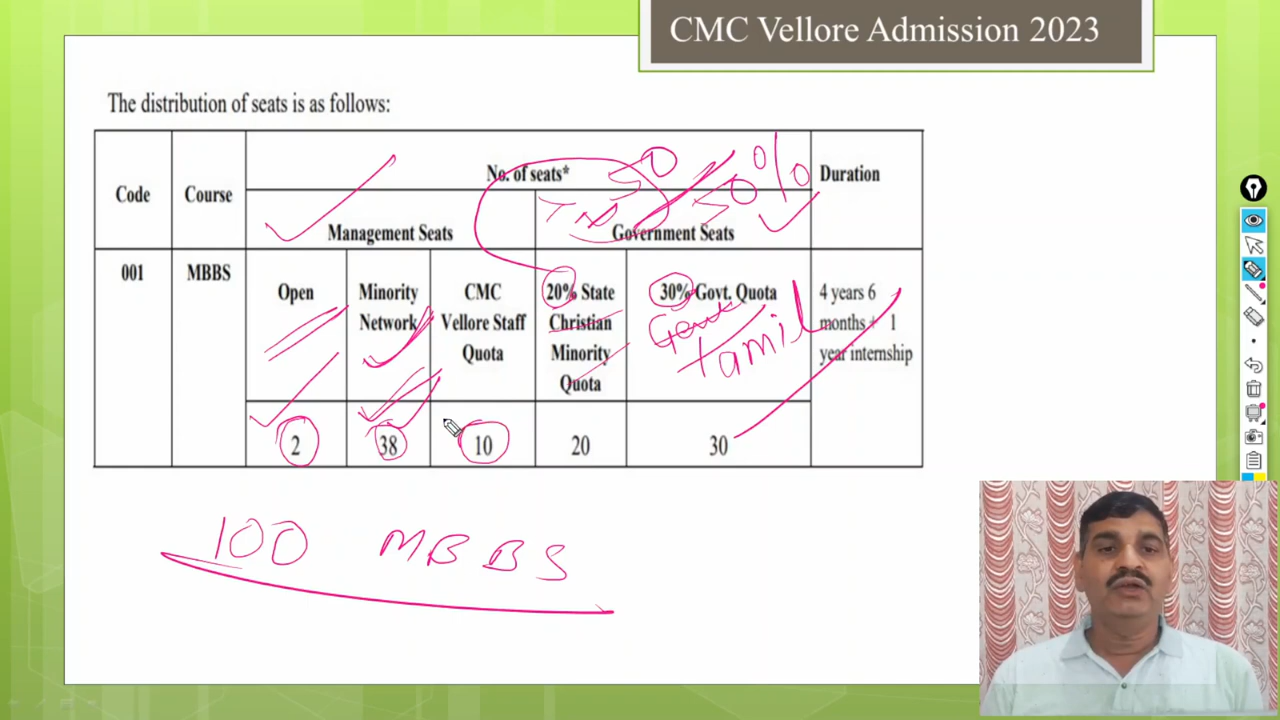 CMC Vellore Admission 2023
The distribution of seats is as follows:
Code
Course
No. of seats*
Duration
Management Seats
Government Seats
001
MBBS
Open
Minority
Network
CMC
Vellore Staff
Quota
20% State
Christian
Minority
Quota
30% Govt. Quota
4 years 6
months + 1
year internship
2
38
10
20
30
50
50%
TN
Govt
tamil
100 MBBS